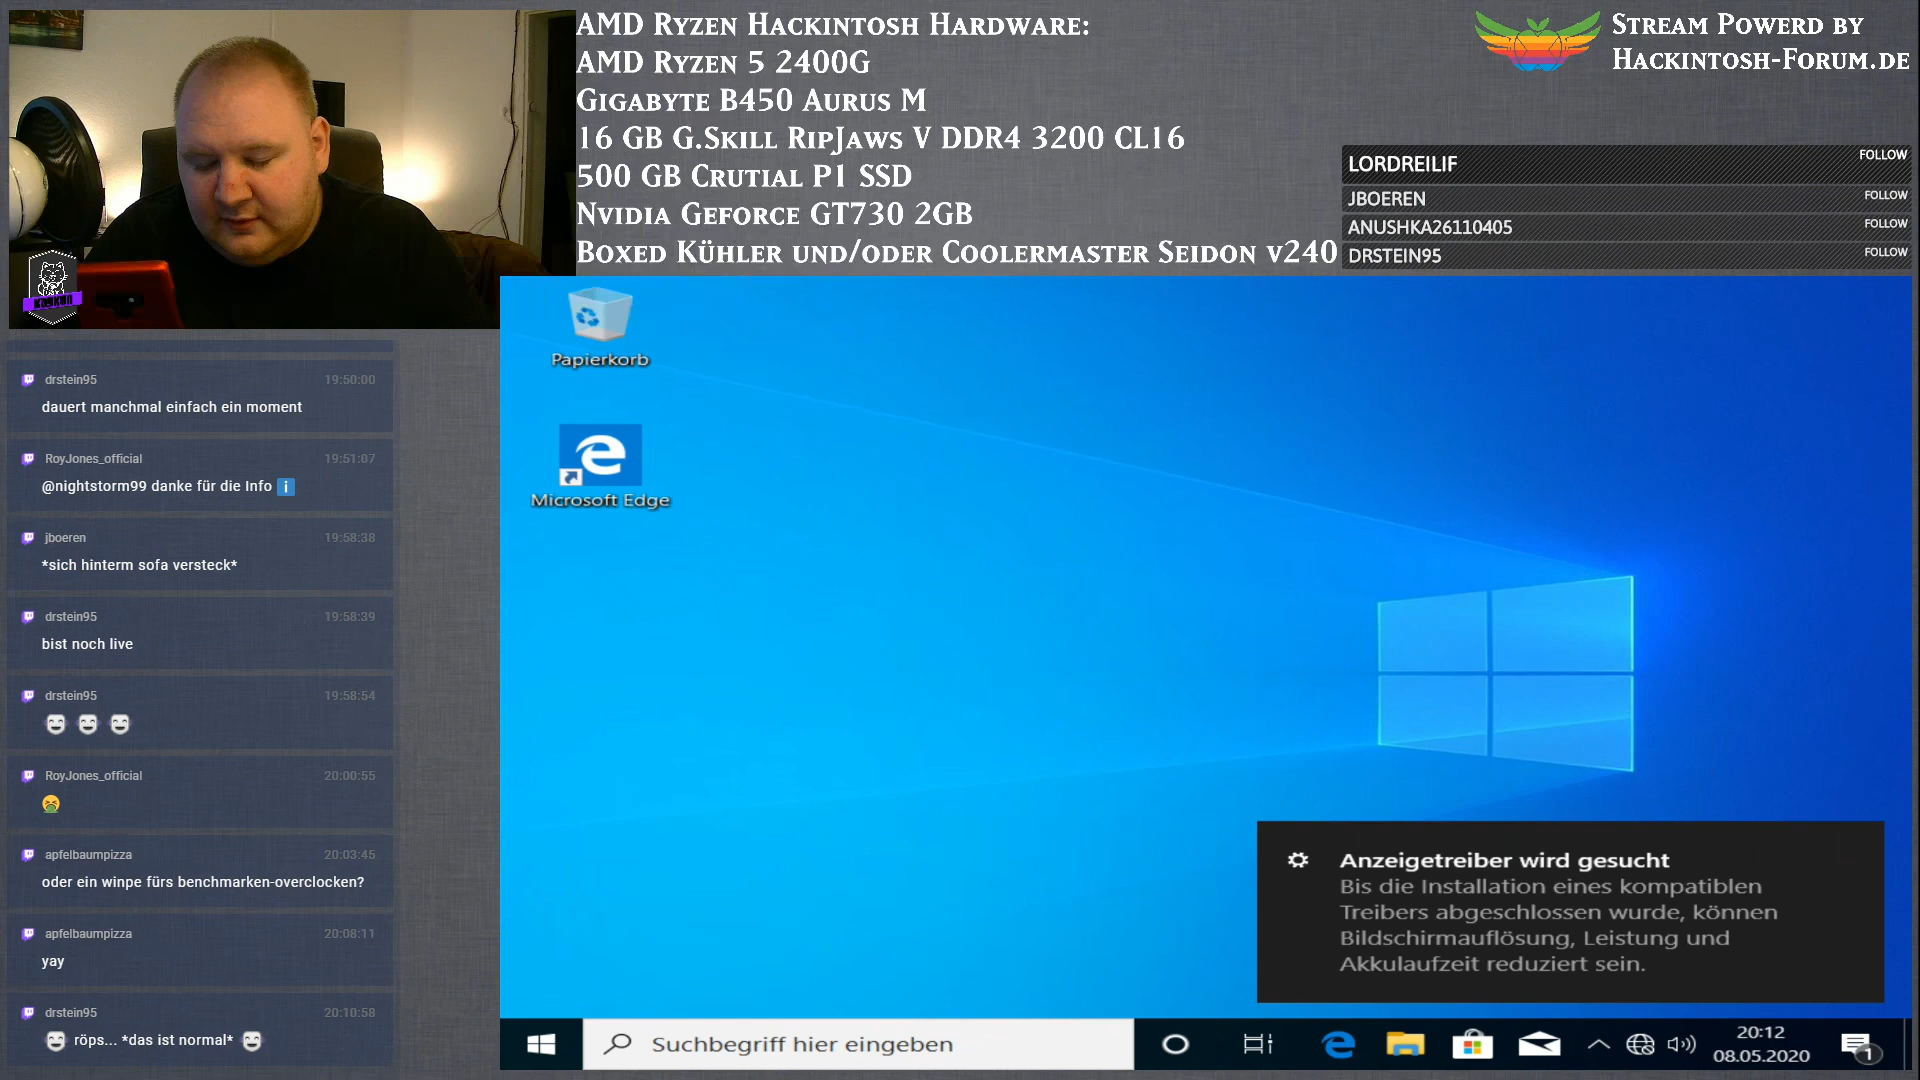 AMD Ryzen Hackintosh Hardware:
AMD Ryzen 5 2400G
Gigabyte B450 Aurus M
16 GB G.Skill RipJaws V DDR4 3200 CL16
500 GB Crutial P1 SSD
Nvidia Geforce GT730 2GB
Boxed Kühler und/oder Coolermaster Seidon v240
Stream Powerd by
Hackintosh-Forum.de
LORDREILIF FOLLOW
JBOEREN FOLLOW
ANUSHKA26110405 FOLLOW
DRSTEIN95 FOLLOW
drstein95 19:50:00
dauert manchmal einfach ein moment
RoyJones_official 19:51:07
@nightstorm99 danke für die Info
jboeren 19:58:38
*sich hinterm sofa versteck*
drstein95 19:58:39
bist noch live
drstein95 19:58:54
RoyJones_official 20:00:55
apfelbaumpizza 20:03:45
oder ein winpe fürs benchmarken-overclocken?
apfelbaumpizza 20:08:11
yay
drstein95 20:10:58
röps... *das ist normal*
Papierkorb
Microsoft Edge
Anzeigetreiber wird gesucht
Bis die Installation eines kompatiblen
Treibers abgeschlossen wurde, können
Bildschirmauflösung, Leistung und
Akkulaufzeit reduziert sein.
Suchbegriff hier eingeben
20:12
08.05.2020
1